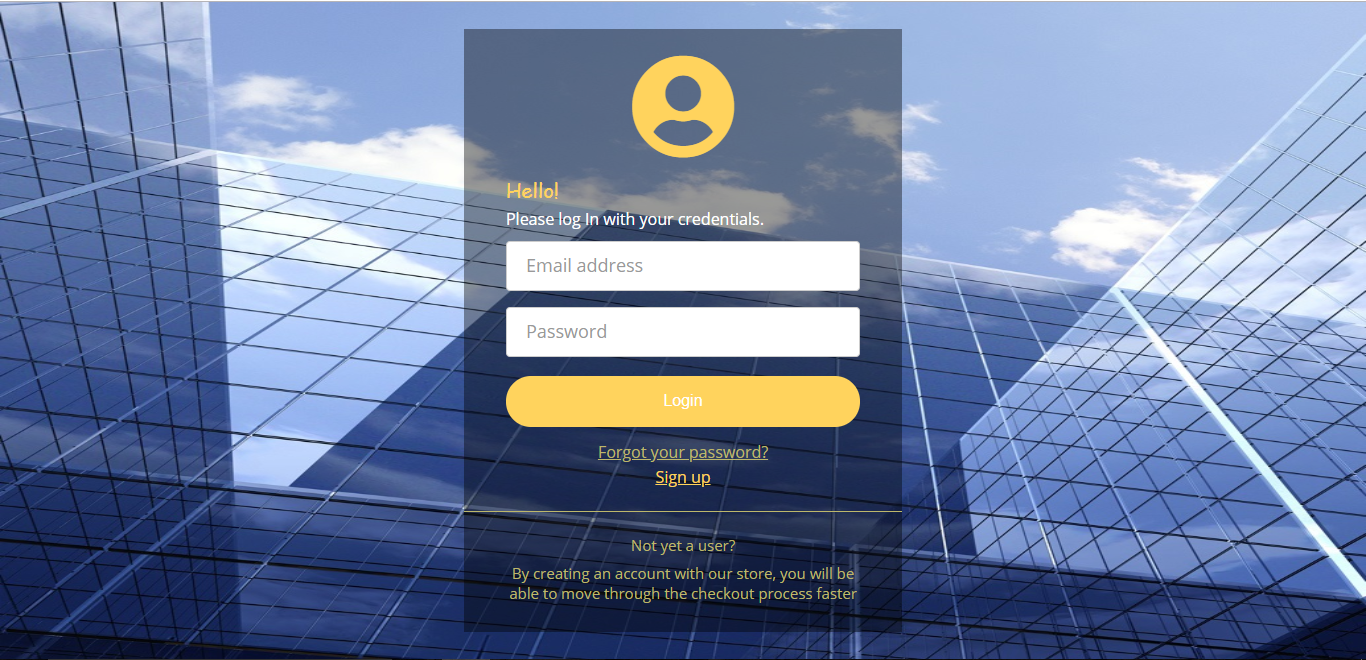 Hello!
Please log In with your credentials.
Email address
Password
Login
Forgot your password?
Sign up
Not yet a user?
By creating an account with our store, you will be
able to move through the checkout process faster